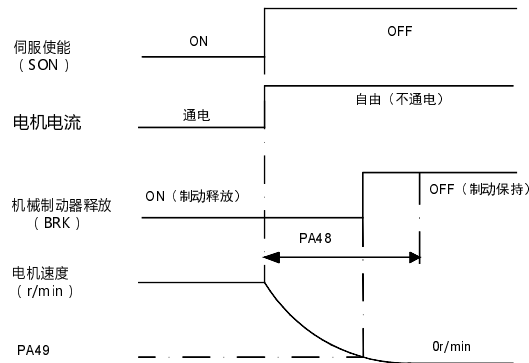 伺服使能
（SON）
ON
OFF
电机电流
通电
自由（不通电）
机械制动器释放
（BRK）
ON（制动释放）
OFF（制动保持）
PA48
电机速度
（r/min）
PA49
0r/min